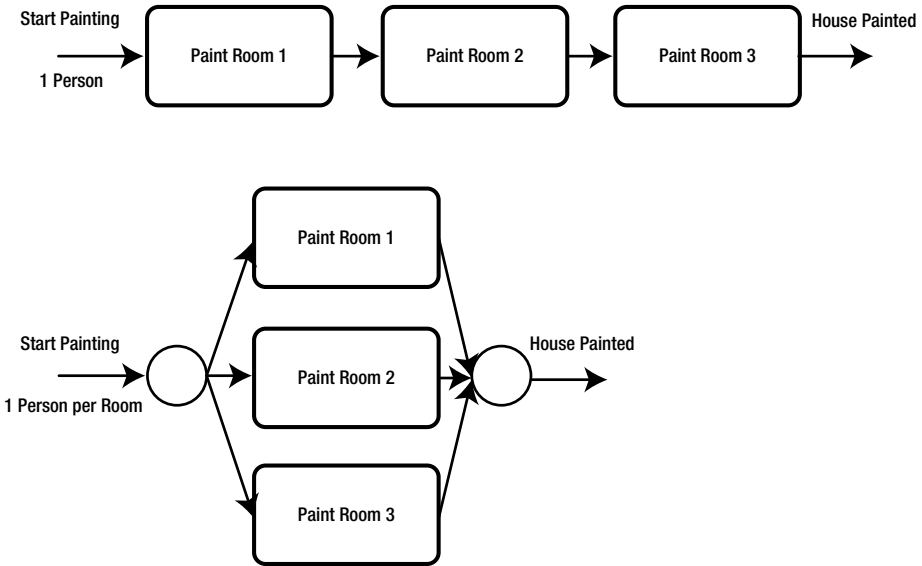 Start Painting
1 Person
Paint Room 1
Paint Room 2
Paint Room 3
House Painted
Start Painting
1 Person per Room
Paint Room 1
Paint Room 2
Paint Room 3
House Painted